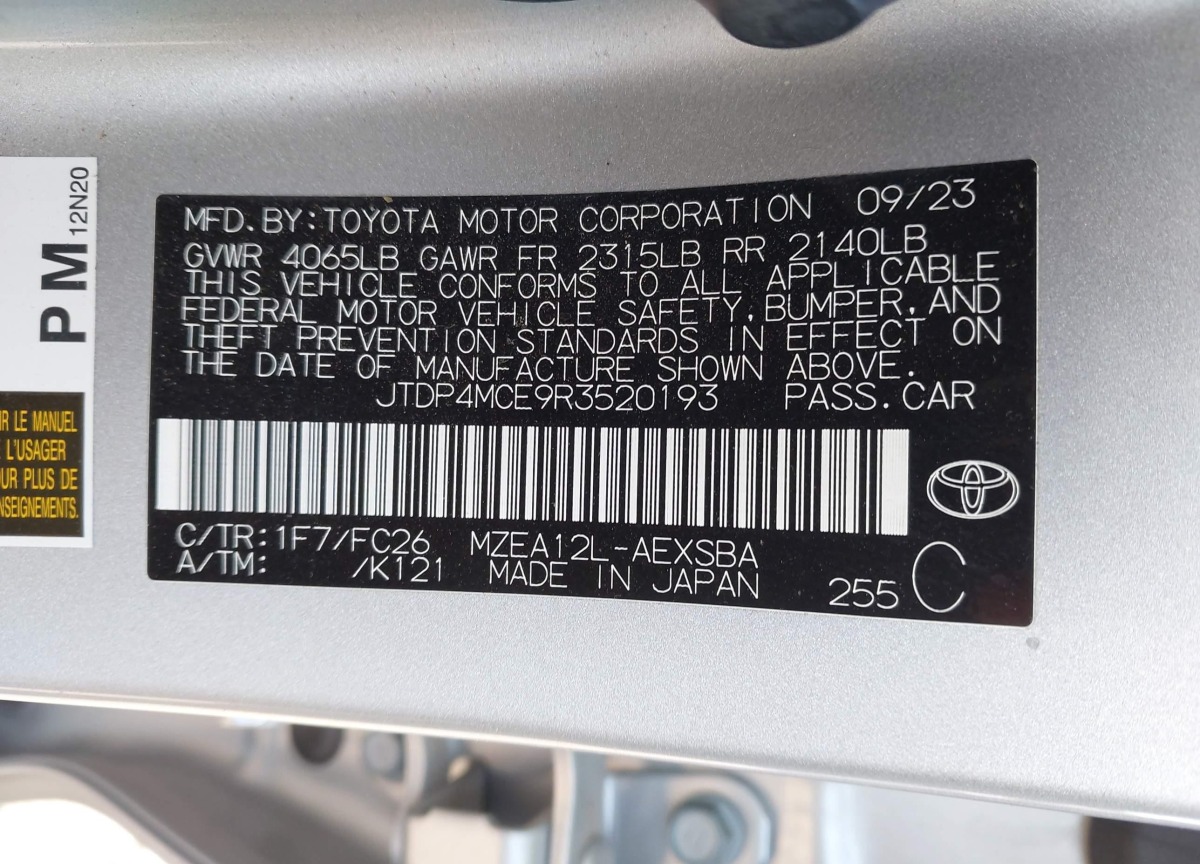 MFD.BY:TOYOTA MOTOR CORPORATION 09/23
GVWR 4065LB GAWR FR 2315LB RR 2140LB
THIS VEHICLE CONFORMS TO ALL APPLICABLE
FEDERAL MOTOR VEHICLE SAFETY, BUMPER, AND
THEFT PREVENTION STANDARDS IN EFFECT ON
THE DATE OF MANUFACTURE SHOWN ABOVE.
JTDP4MCE9R3520193 PASS.CAR
C/TR:1F7/FC26 MZEA12L-AEXSBA
A/TM: /K121 MADE IN JAPAN 255 C
PM
12N20
LE MANUEL
L'USAGER
PLUS DE